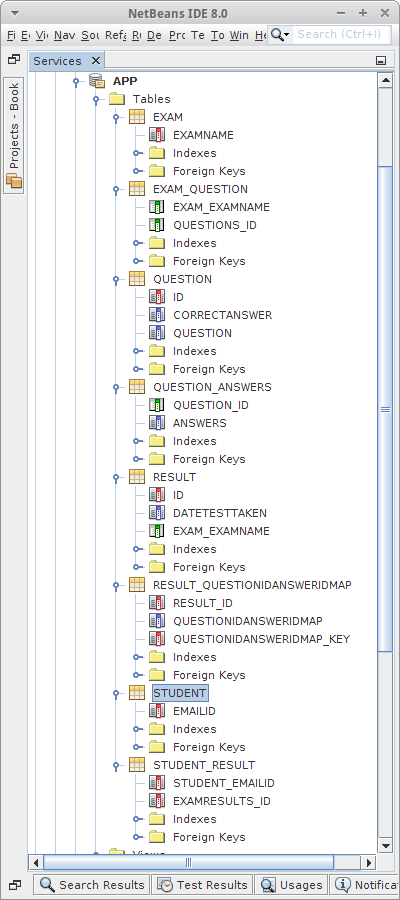 NetBeans IDE 8.0
Fi Ec Vi Nav Sou Refa Ru De Pro Te To Win He Search (Ctrl+I)
Services
Projects - Book
APP
Tables
EXAM
EXAMNAME
Indexes
Foreign Keys
EXAM_QUESTION
EXAM_EXAMNAME
QUESTIONS_ID
Indexes
Foreign Keys
QUESTION
ID
CORRECTANSWER
QUESTION
Indexes
Foreign Keys
QUESTION_ANSWERS
QUESTION_ID
ANSWERS
Indexes
Foreign Keys
RESULT
ID
DATETESTTAKEN
EXAM_EXAMNAME
Indexes
Foreign Keys
RESULT_QUESTIONIDANSWERIDMAP
RESULT_ID
QUESTIONIDANSWERIDMAP
QUESTIONIDANSWERIDMAP_KEY
Indexes
Foreign Keys
STUDENT
EMAILID
Indexes
Foreign Keys
STUDENT_RESULT
STUDENT_EMAILID
EXAMRESULTS_ID
Indexes
Foreign Keys
Views
Search Results Test Results Usages Notifica